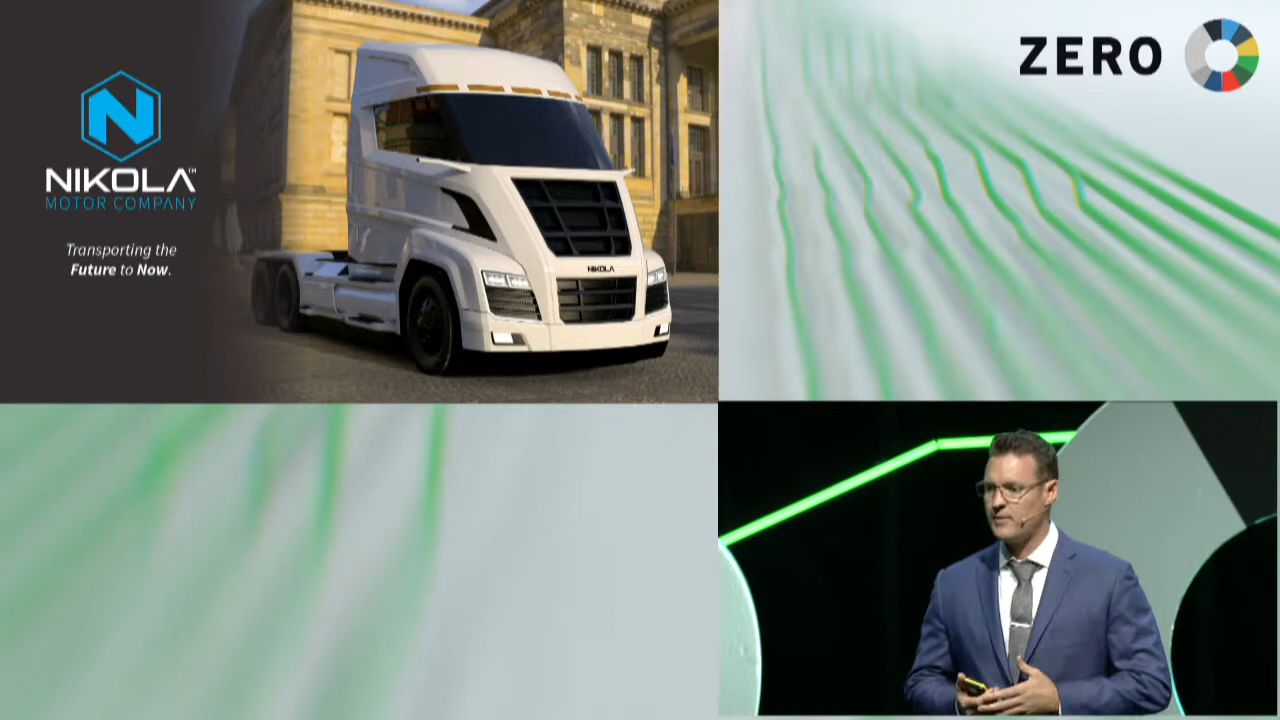 NIKOLA™
MOTOR COMPANY
Transporting the
Future to Now.
NIKOLA
ZERO